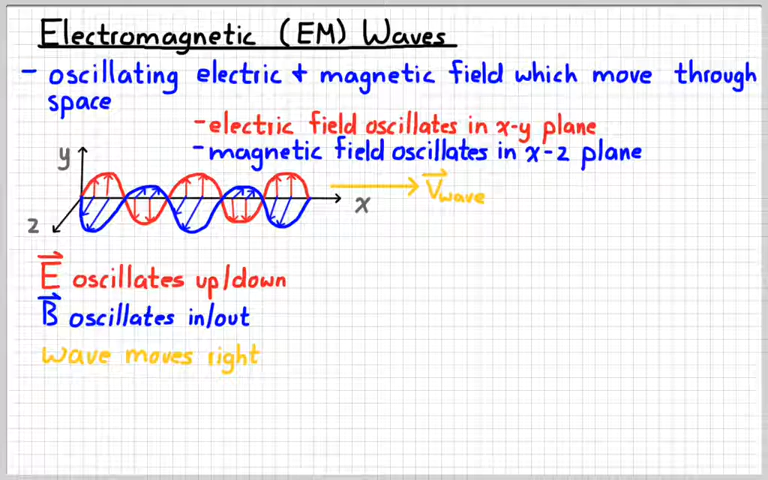 Electromagnetic (EM) Waves
- oscillating electric + magnetic field which move through
space
- electric field oscillates in x-y plane
- magnetic field oscillates in x-z plane
y
x
z
V wave
E oscillates up/down
B oscillates in/out
wave moves right